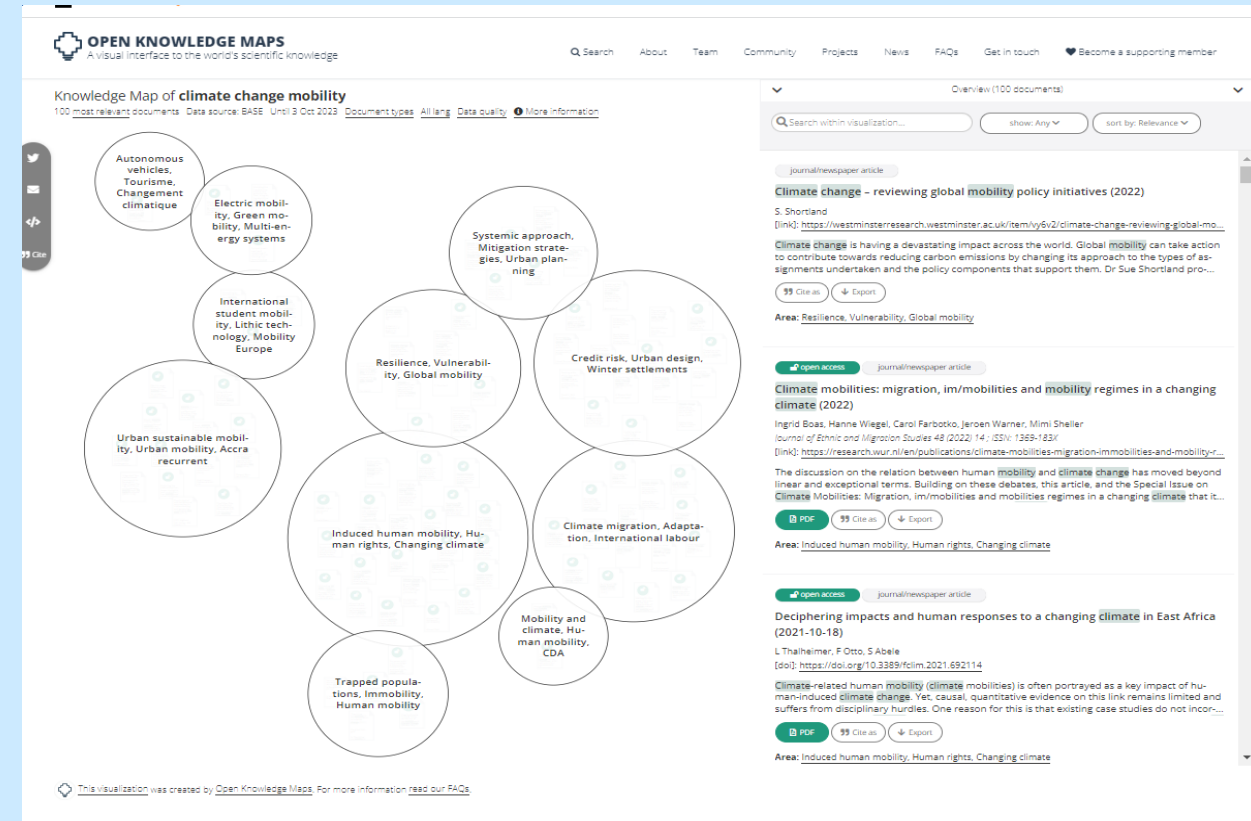 OPEN KNOWLEDGE MAPS
A visual interface to the world's scientific knowledge
Search About Team Community Projects News FAQs Get in touch Become a supporting member
Knowledge Map of climate change mobility
100 most relevant documents Data source: BASE Until 3 Oct 2023 Document types All lang Data quality More information
Cite
Autonomous
vehicles,
Tourisme,
Changement
climatique
Electric mobil-
ity, Green mo-
bility, Multi-en-
ergy systems
Systemic approach,
Mitigation strate-
gies, Urban plan-
ning
International
student mobil-
ity, Lithic tech-
nology, Mobility
Europe
Resilience, Vulnerabil-
ity, Global mobility
Credit risk, Urban design,
Winter settlements
Urban sustainable mobil-
ity, Urban mobility, Accra
recurrent
Induced human mobility, Hu-
man rights, Changing climate
Climate migration, Adapta-
tion, International labour
Mobility and
climate, Hu-
man mobility,
CDA
Trapped popula-
tions, Immobility,
Human mobility
This visualization was created by Open Knowledge Maps. For more information read our FAQs.
Overview (100 documents)
Search within visualization...
show: Any
sort by: Relevance
journal/newspaper article
Climate change – reviewing global mobility policy initiatives (2022)
S. Shortland
[link]: https://westminsterresearch.westminster.ac.uk/item/vy6v2/climate-change-reviewing-global-mo...
Climate change is having a devastating impact across the world. Global mobility can take action
to contribute towards reducing carbon emissions by changing its approach to the types of as-
signments undertaken and the policy components that support them. Dr Sue Shortland pro-...
Cite as Export
Area: Resilience, Vulnerability, Global mobility
open access journal/newspaper article
Climate mobilities: migration, im/mobilities and mobility regimes in a changing
climate (2022)
Ingrid Boas, Hanne Wiegel, Carol Farbotko, Jeroen Warner, Mimi Sheller
Journal of Ethnic and Migration Studies 48 (2022) 14 ; ISSN: 1369-183X
[link]: https://research.wur.nl/en/publications/climate-mobilities-migration-immobilities-and-mobility-r...
The discussion on the relation between human mobility and climate change has moved beyond
linear and exceptional terms. Building on these debates, this article, and the Special Issue on
Climate Mobilities: Migration, im/mobilities and mobilities regimes in a changing climate that it...
PDF Cite as Export
Area: Induced human mobility, Human rights, Changing climate
open access journal/newspaper article
Deciphering impacts and human responses to a changing climate in East Africa
(2021-10-18)
L Thalheimer, F Otto, S Abele
[doi]: https://doi.org/10.3389/fclim.2021.692114
Climate-related human mobility (climate mobilities) is often portrayed as a key impact of hu-
man-induced climate change. Yet, causal, quantitative evidence on this link remains limited and
suffers from disciplinary hurdles. One reason for this is that existing case studies do not incor-...
PDF Cite as Export
Area: Induced human mobility, Human rights, Changing climate